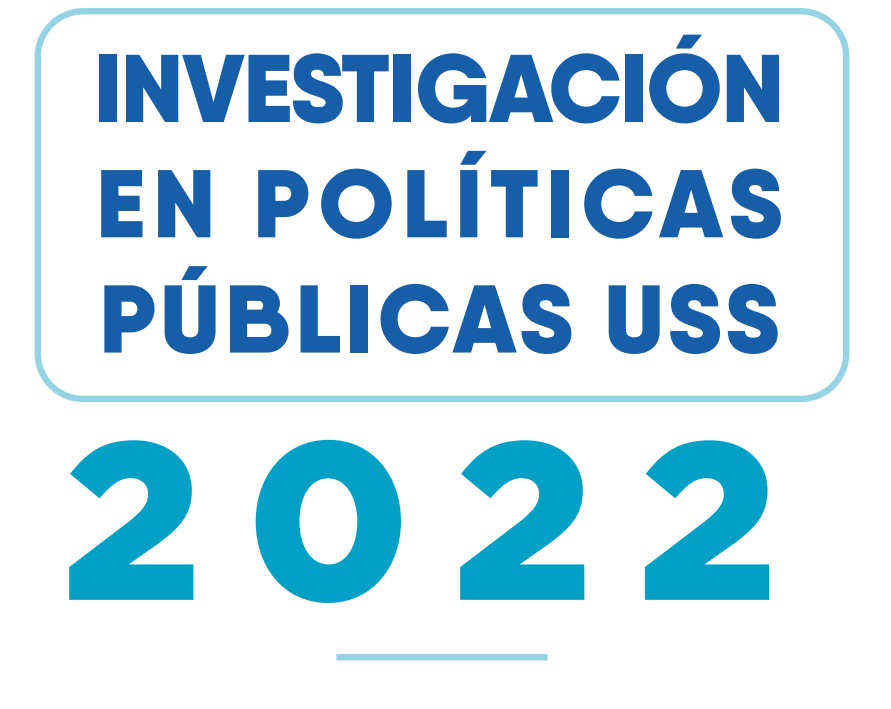 INVESTIGACIÓN
EN POLÍTICAS
PÚBLICAS USS
2022